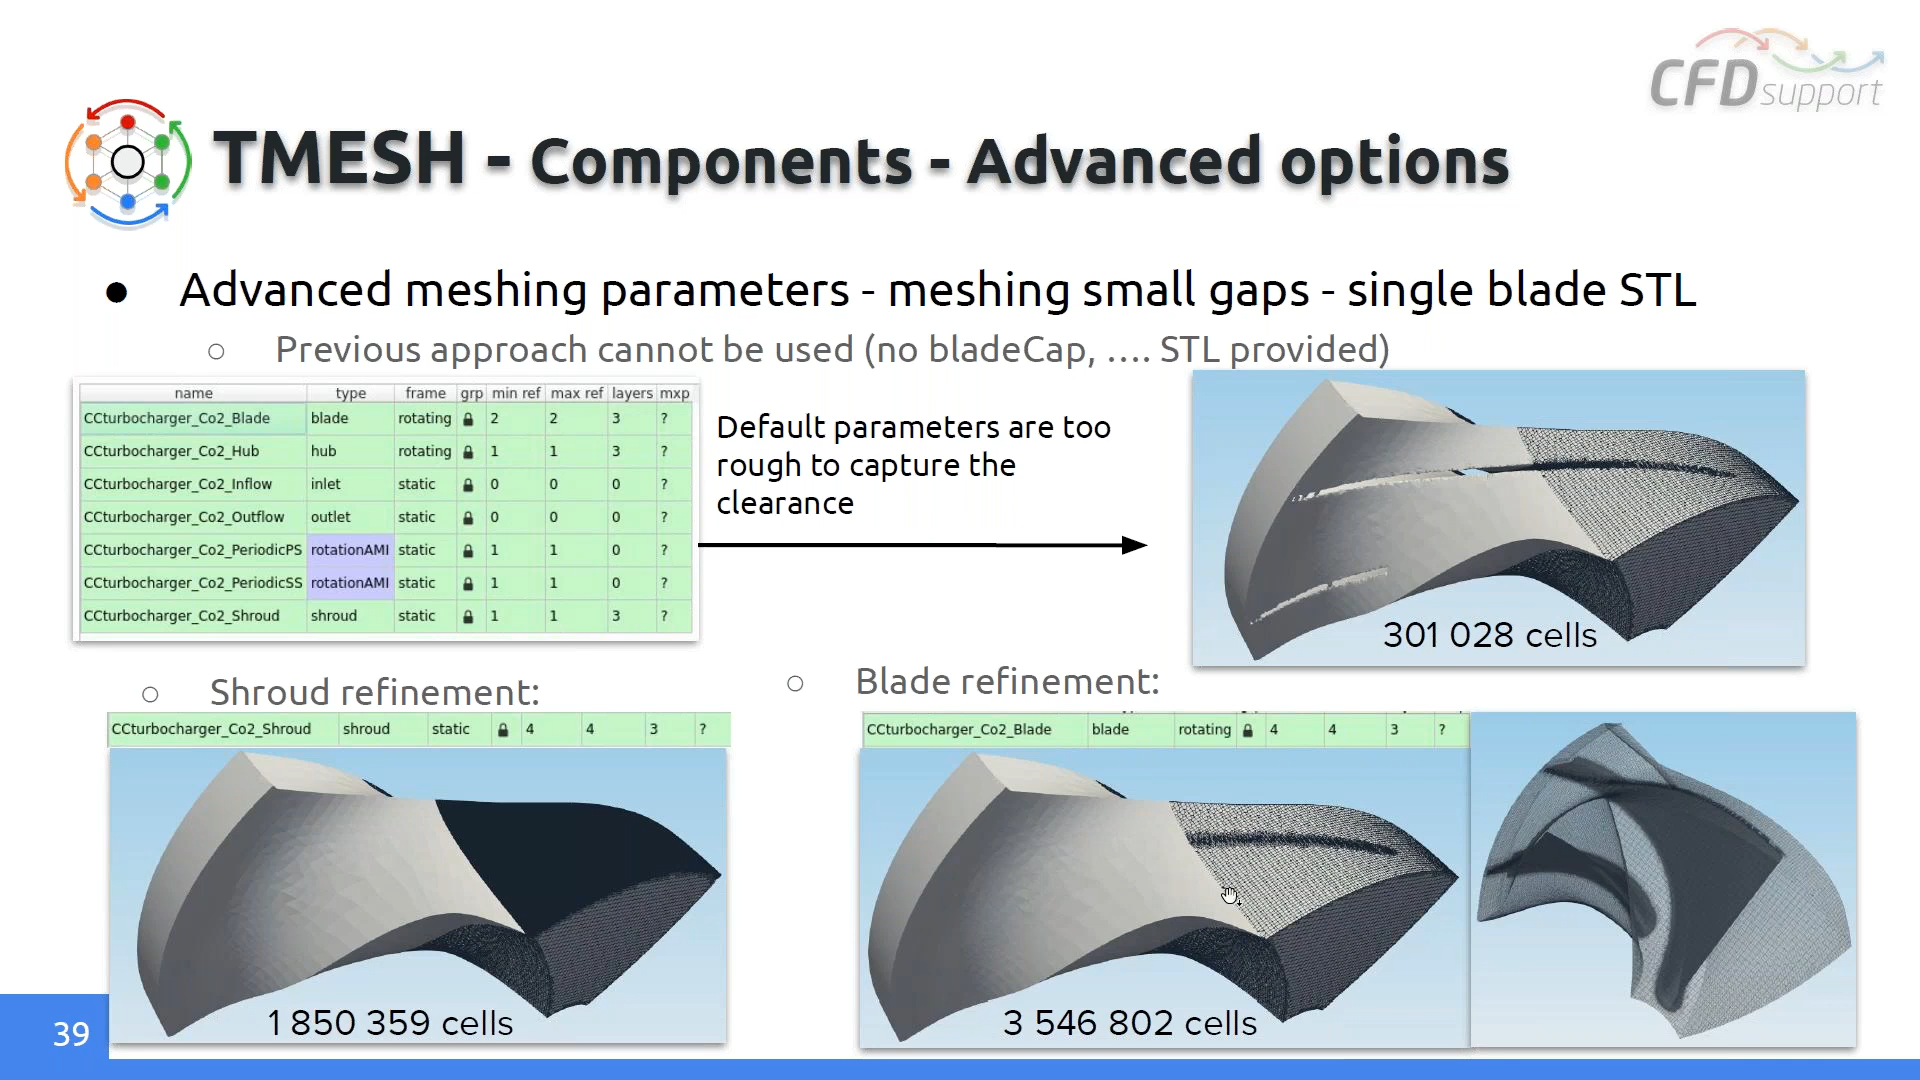 CFD support
TMESH - Components - Advanced options
● Advanced meshing parameters - meshing small gaps - single blade STL
○ Previous approach cannot be used (no bladeCap, .... STL provided)
name type frame grp min ref max ref layers mxp
CCturbocharger_Co2_Blade blade rotating 2 2 3 ?
CCturbocharger_Co2_Hub hub rotating 1 1 3 ?
CCturbocharger_Co2_Inflow inlet static 0 0 0 ?
CCturbocharger_Co2_Outflow outlet static 0 0 0 ?
CCturbocharger_Co2_PeriodicPS rotationAMI static 1 1 0 ?
CCturbocharger_Co2_PeriodicSS rotationAMI static 1 1 0 ?
CCturbocharger_Co2_Shroud shroud static 1 1 3 ?
Default parameters are too
rough to capture the
clearance
301 028 cells
○ Shroud refinement:
CCturbocharger_Co2_Shroud shroud static 4 4 3 ?
1 850 359 cells
○ Blade refinement:
CCturbocharger_Co2_Blade blade rotating 4 4 3 ?
3 546 802 cells
39